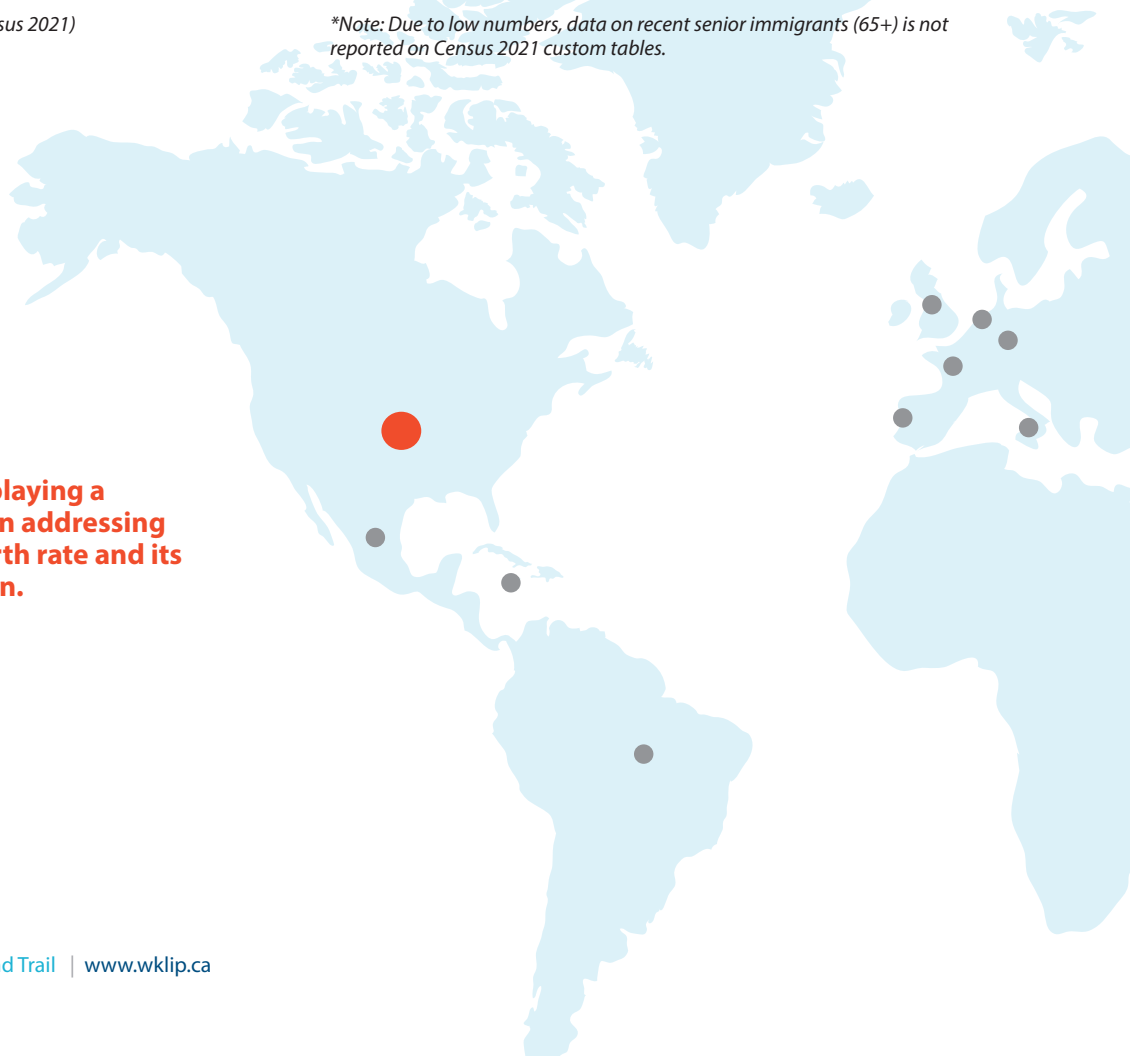 sus 2021)
*Note: Due to low numbers, data on recent senior immigrants (65+) is not
reported on Census 2021 custom tables.
playing a
n addressing
rth rate and its
n.
d Trail | www.wklip.ca